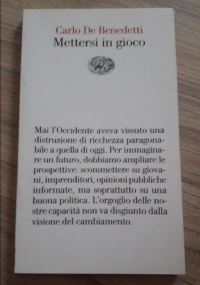 Carlo De Benedetti
Mettersi in gioco
Mai l'Occidente aveva vissuto una
distruzione di ricchezza paragona-
bile a quella di oggi. Per immagina-
re un futuro, dobbiamo ampliare le
prospettive: scommettere su giova-
ni, imprenditori, opinioni pubbliche
informate, ma soprattutto su una
buona politica. L'orgoglio delle no-
stre capacità non va disgiunto dalla
visione del cambiamento.